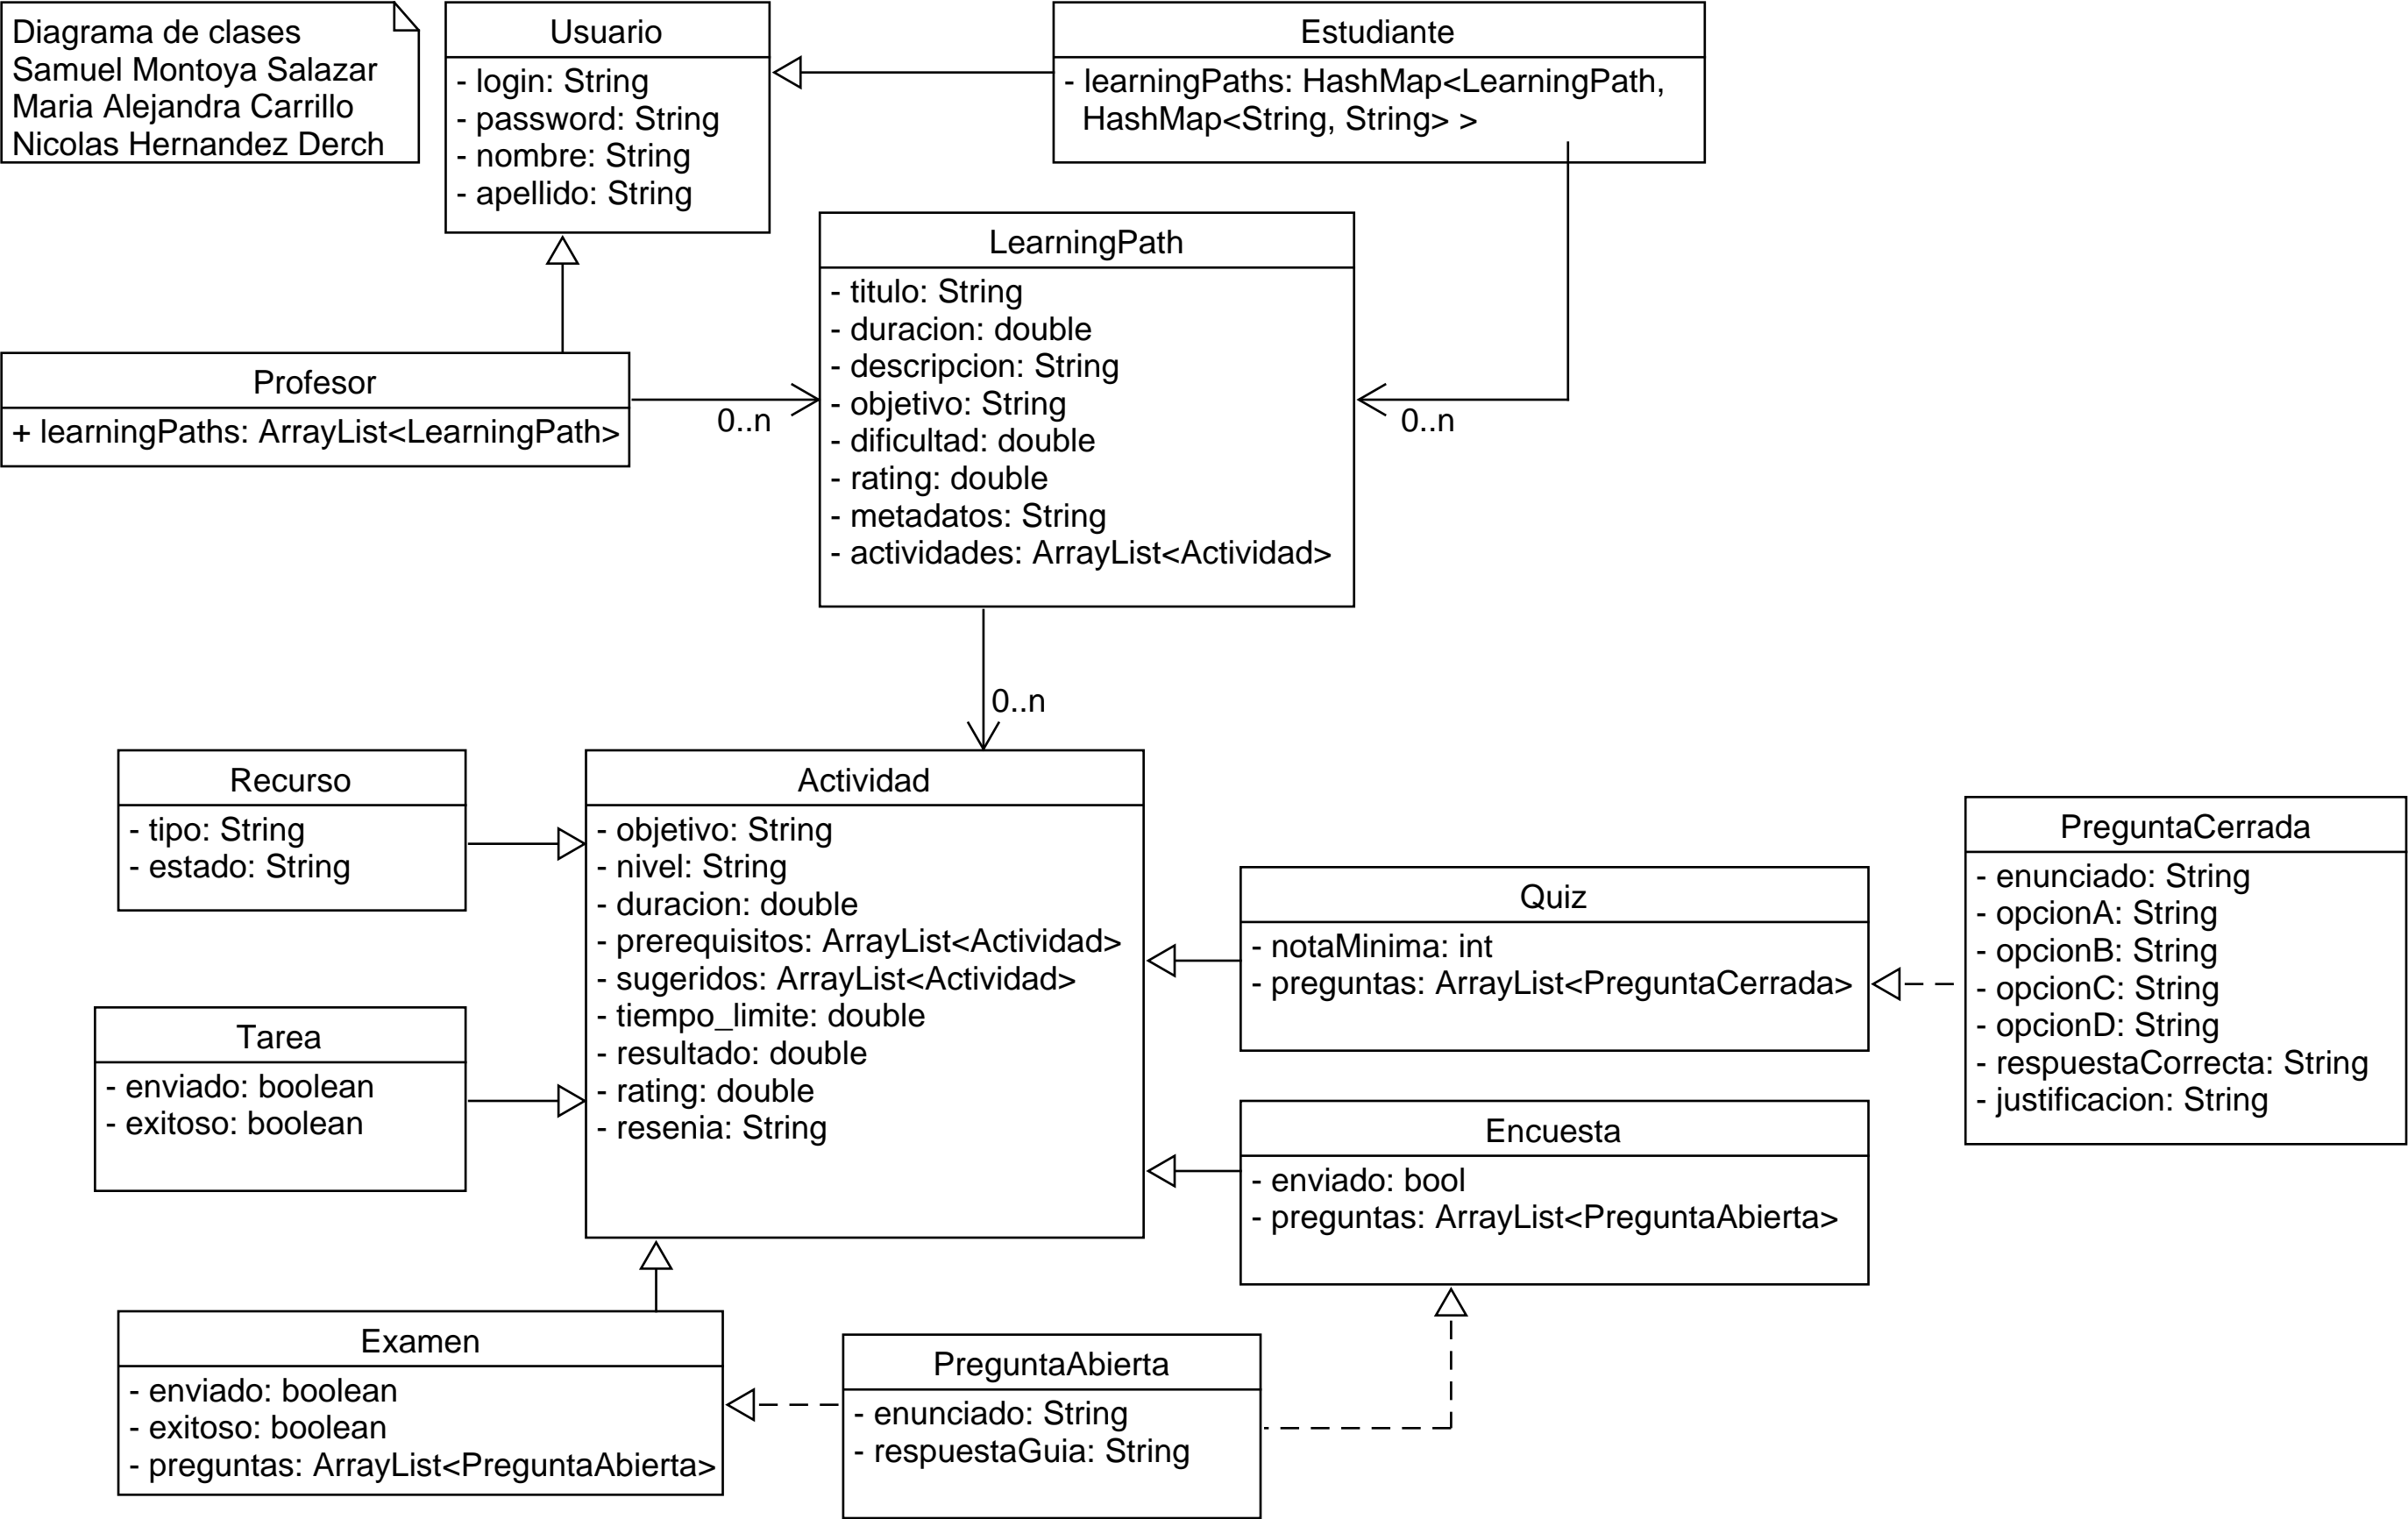 Diagrama de clases
Samuel Montoya Salazar
Maria Alejandra Carrillo
Nicolas Hernandez Derch
Usuario
- login: String
- password: String
- nombre: String
- apellido: String
Estudiante
- learningPaths: HashMap<LearningPath,
HashMap<String, String> >
LearningPath
- titulo: String
- duracion: double
- descripcion: String
- objetivo: String
- dificultad: double
- rating: double
- metadatos: String
- actividades: ArrayList<Actividad>
Profesor
+ learningPaths: ArrayList<LearningPath>
0..n
0..n
0..n
Recurso
- tipo: String
- estado: String
Actividad
- objetivo: String
- nivel: String
- duracion: double
- prerequisitos: ArrayList<Actividad>
- sugeridos: ArrayList<Actividad>
- tiempo_limite: double
- resultado: double
- rating: double
- resenia: String
PreguntaCerrada
- enunciado: String
- opcionA: String
- opcionB: String
- opcionC: String
- opcionD: String
- respuestaCorrecta: String
- justificacion: String
Quiz
- notaMinima: int
- preguntas: ArrayList<PreguntaCerrada>
Tarea
- enviado: boolean
- exitoso: boolean
Encuesta
- enviado: bool
- preguntas: ArrayList<PreguntaAbierta>
Examen
- enviado: boolean
- exitoso: boolean
- preguntas: ArrayList<PreguntaAbierta>
PreguntaAbierta
- enunciado: String
- respuestaGuia: String